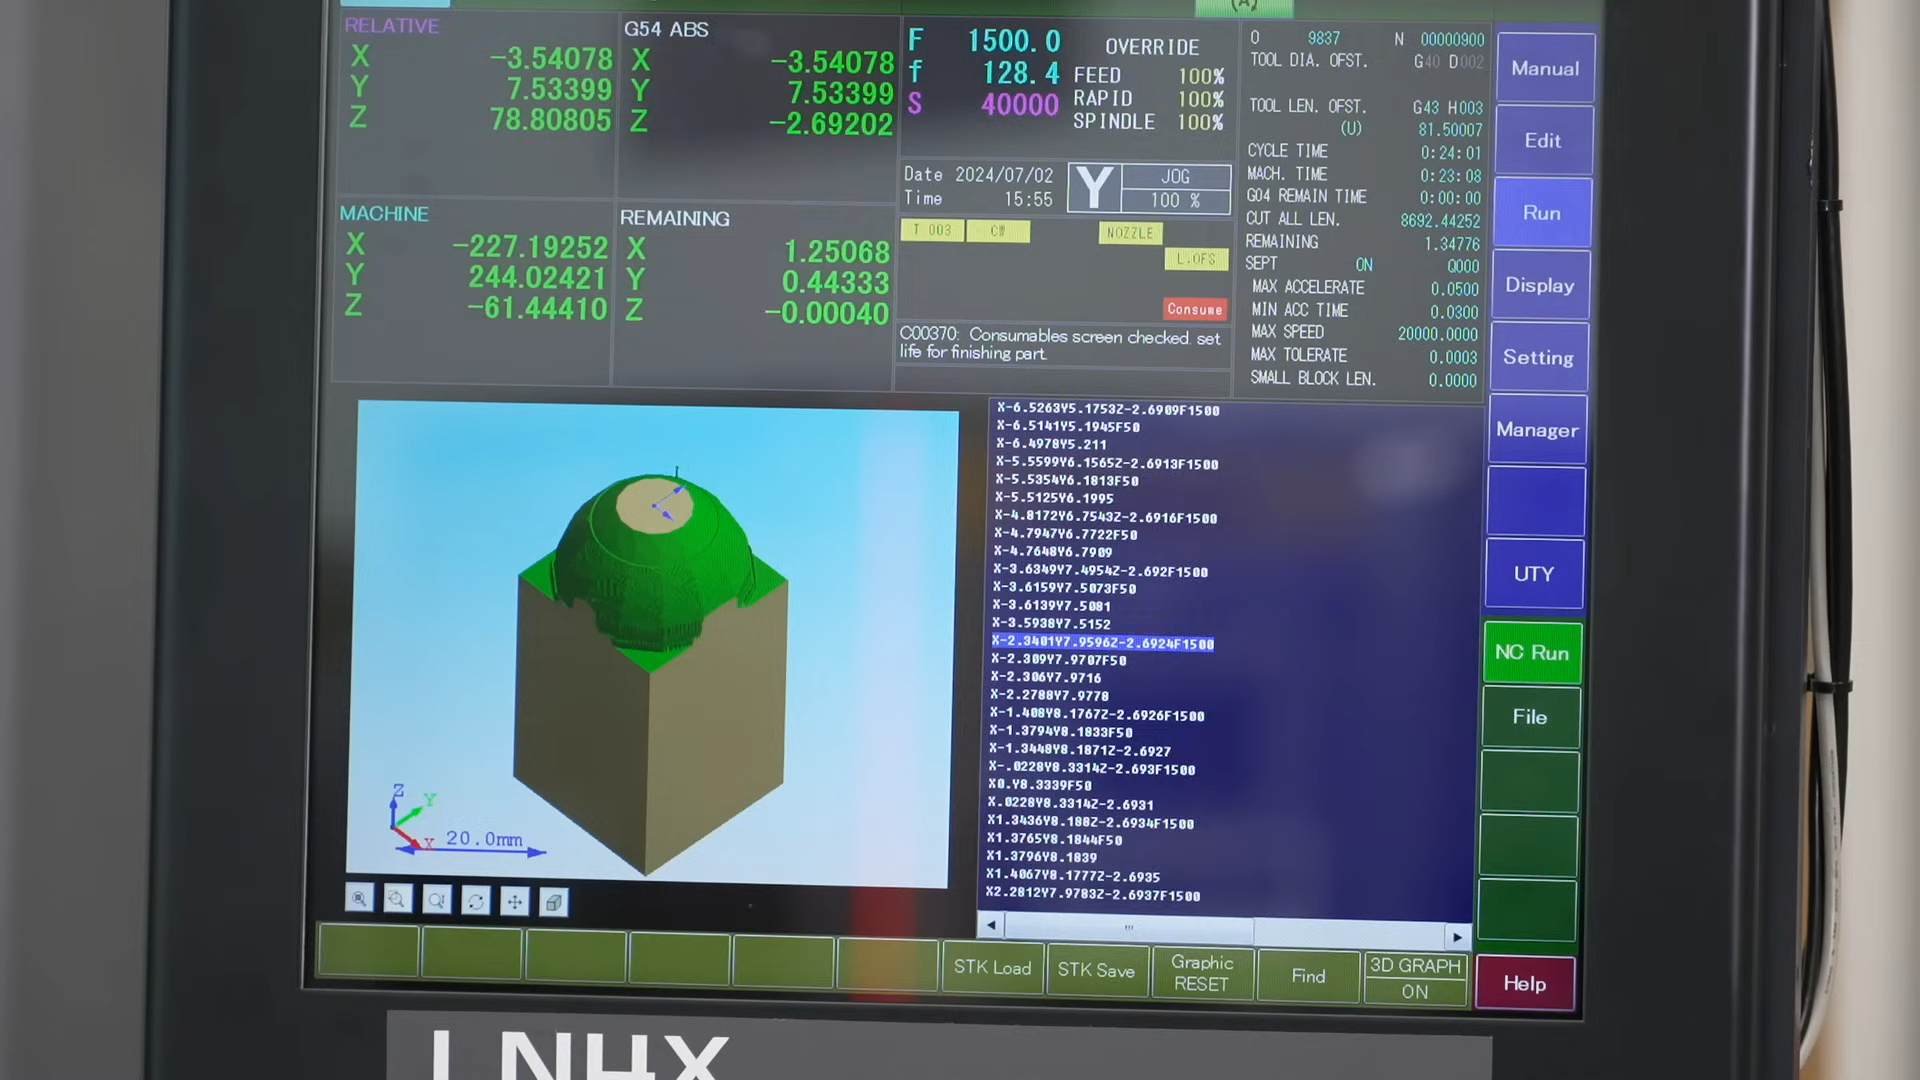 RELATIVE
X -3.54078
Y 7.53399
Z 78.80805
G54 ABS
X -3.54078
Y 7.53399
Z -2.69202
MACHINE
X -227.19252
Y 244.02421
Z -61.44410
REMAINING
X 1.25068
Y 0.44333
Z -0.00040
F 1500.0
f 128.4
S 40000
OVERRIDE
FEED 100%
RAPID 100%
SPINDLE 100%
Date 2024/07/02
Time 15:55
Y
JOG
100 %
T 003
CW
NOZZLE
L.OFS
Consume
C00370: Consumables screen checked. set
life for finishing part.
O 9837 N 00000900
TOOL DIA. OFST. G40 D002
TOOL LEN. OFST. G43 H003
(U) 81.50007
CYCLE TIME 0:24:01
MACH. TIME 0:23:08
G04 REMAIN TIME 0:00:00
CUT ALL LEN. 8692.44252
REMAINING 1.34776
SEPT ON Q000
MAX ACCELERATE 0.0500
MIN ACC TIME 0.0300
MAX SPEED 20000.0000
MAX TOLERATE 0.0003
SMALL BLOCK LEN. 0.0000
Manual
Edit
Run
Display
Setting
Manager
UTY
NC Run
File
Help
Z
Y
X
20.0mm
X-6.5263Y5.1753Z-2.6909F1500
X-6.5141Y5.1945F50
X-6.4978Y5.211
X-5.5599Y6.1565Z-2.6913F1500
X-5.5354Y6.1813F50
X-5.5125Y6.1995
X-4.8172Y6.7543Z-2.6916F1500
X-4.7947Y6.7722F50
X-4.7648Y6.7909
X-3.6349Y7.4954Z-2.692F1500
X-3.6159Y7.5073F50
X-3.6139Y7.5081
X-3.5938Y7.5152
X-2.3401Y7.9596Z-2.6924F1500
X-2.309Y7.9707F50
X-2.306Y7.9716
X-2.2788Y7.9778
X-1.408Y8.1767Z-2.6926F1500
X-1.3794Y8.1833F50
X-1.3448Y8.1871Z-2.6927
X-.0228Y8.3314Z-2.693F1500
X0.Y8.3339F50
X.0228Y8.3314Z-2.6931
X1.3436Y8.188Z-2.6934F1500
X1.3765Y8.1844F50
X1.3796Y8.1839
X1.4067Y8.1777Z-2.6935
X2.2812Y7.9783Z-2.6937F1500
STK Load
STK Save
Graphic
RESET
Find
3D GRAPH
ON